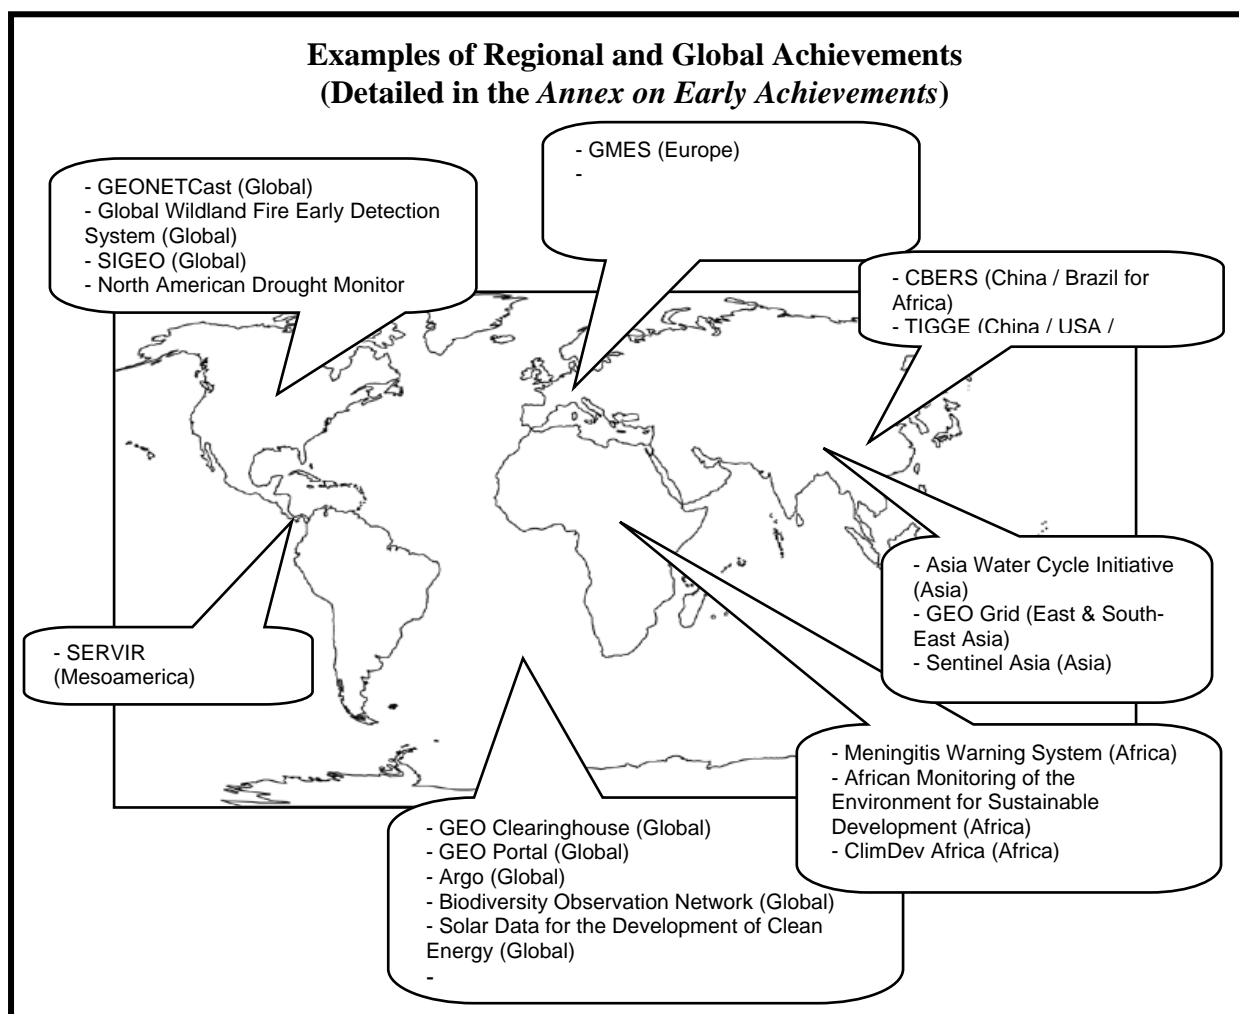 Examples of Regional and Global Achievements
(Detailed in the Annex on Early Achievements)
- GMES (Europe)
-
- GEONETCast (Global)
- Global Wildland Fire Early Detection
System (Global)
- SIGEO (Global)
- North American Drought Monitor
- CBERS (China / Brazil for
Africa)
- TIGGE (China / USA /
- Asia Water Cycle Initiative
(Asia)
- GEO Grid (East & South-
East Asia)
- Sentinel Asia (Asia)
- SERVIR
(Mesoamerica)
- Meningitis Warning System (Africa)
- African Monitoring of the
Environment for Sustainable
Development (Africa)
- ClimDev Africa (Africa)
- GEO Clearinghouse (Global)
- GEO Portal (Global)
- Argo (Global)
- Biodiversity Observation Network (Global)
- Solar Data for the Development of Clean
Energy (Global)
-